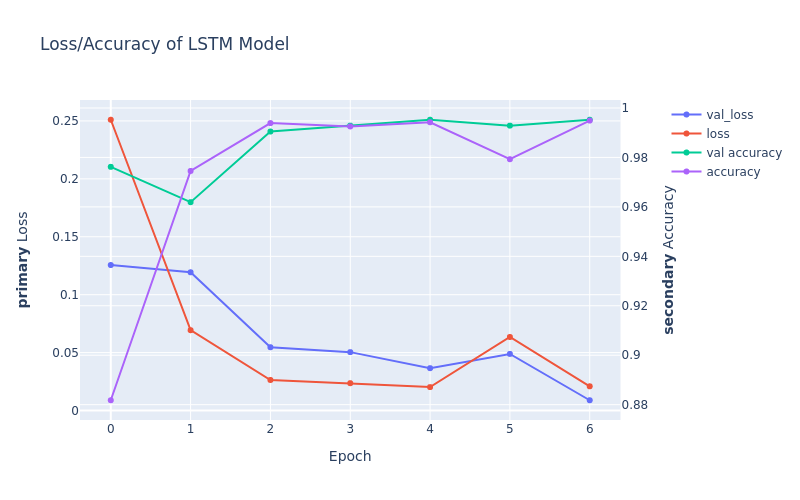 Loss/Accuracy of LSTM Model
val_loss
loss
val accuracy
accuracy
primary Loss
0.25
0.2
0.15
0.1
0.05
0
1
0.98
0.96
0.94
0.92
0.9
0.88
secondary Accuracy
0 1 2 3 4 5 6
Epoch